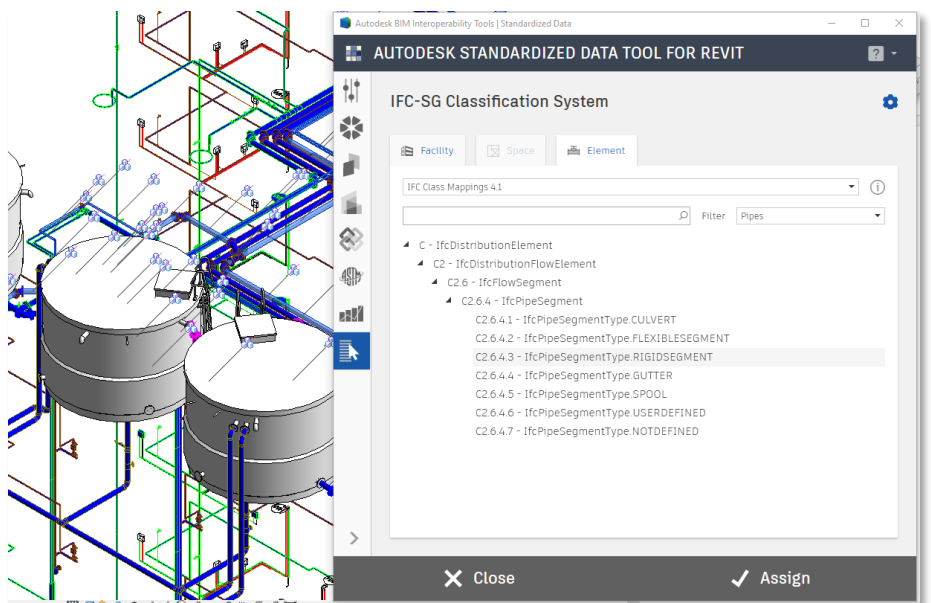 Autodesk BIM Interoperability Tools | Standardized Data
AUTODESK STANDARDIZED DATA TOOL FOR REVIT
?
IFC-SG Classification System
Facility
Space
Element
IFC Class Mappings 4.1
Filter
Pipes
C - IfcDistributionElement
C2 - IfcDistributionFlowElement
C2.6 - IfcFlowSegment
C2.6.4 - IfcPipeSegment
C2.6.4.1 - IfcPipeSegmentType.CULVERT
C2.6.4.2 - IfcPipeSegmentType.FLEXIBLESEGMENT
C2.6.4.3 - IfcPipeSegmentType.RIGIDSEGMENT
C2.6.4.4 - IfcPipeSegmentType.GUTTER
C2.6.4.5 - IfcPipeSegmentType.SPOOL
C2.6.4.6 - IfcPipeSegmentType.USERDEFINED
C2.6.4.7 - IfcPipeSegmentType.NOTDEFINED
Close
Assign